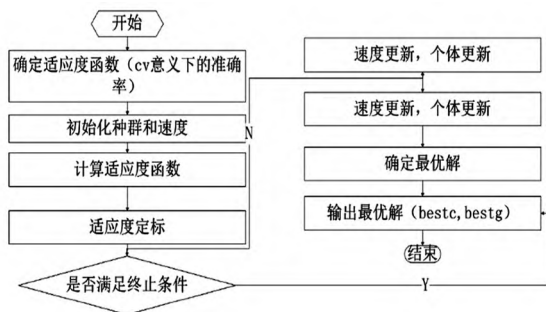 开始
确定适应度函数（cv意义下的准确
率）
初始化种群和速度
计算适应度函数
适应度定标
是否满足终止条件
N
速度更新，个体更新
速度更新，个体更新
确定最优解
输出最优解（bestc,bestg）
结束
Y